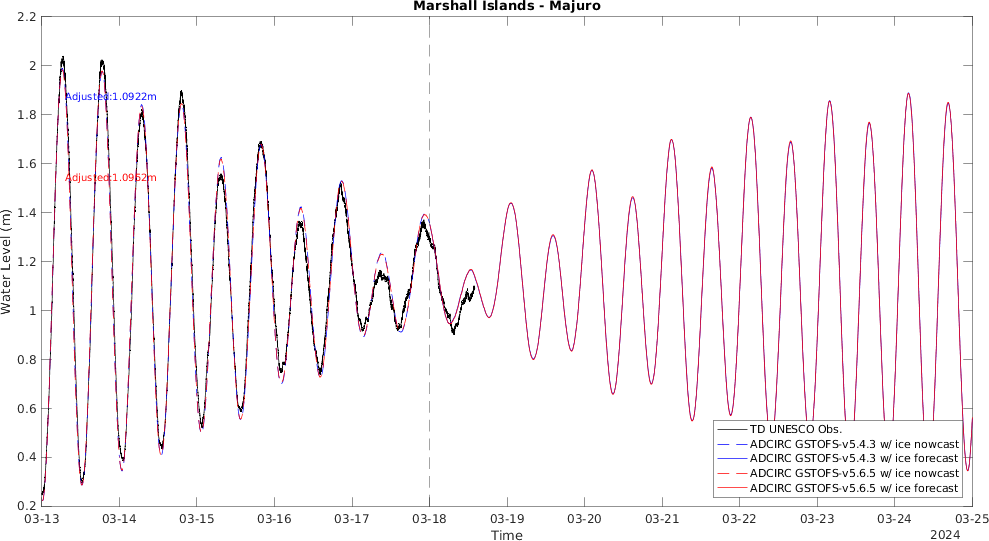 Marshall Islands - Majuro
2.2
2
1.8
1.6
1.4
1.2
1
0.8
0.6
0.4
0.2
Water Level (m)
Adjusted:1.0922m
Adjusted:1.0962m
TD UNESCO Obs.
ADCIRC GSTOFS-v5.4.3 w/ ice nowcast
ADCIRC GSTOFS-v5.4.3 w/ ice forecast
ADCIRC GSTOFS-v5.6.5 w/ ice nowcast
ADCIRC GSTOFS-v5.6.5 w/ ice forecast
03-13 03-14 03-15 03-16 03-17 03-18 03-19 03-20 03-21 03-22 03-23 03-24 03-25
Time
2024